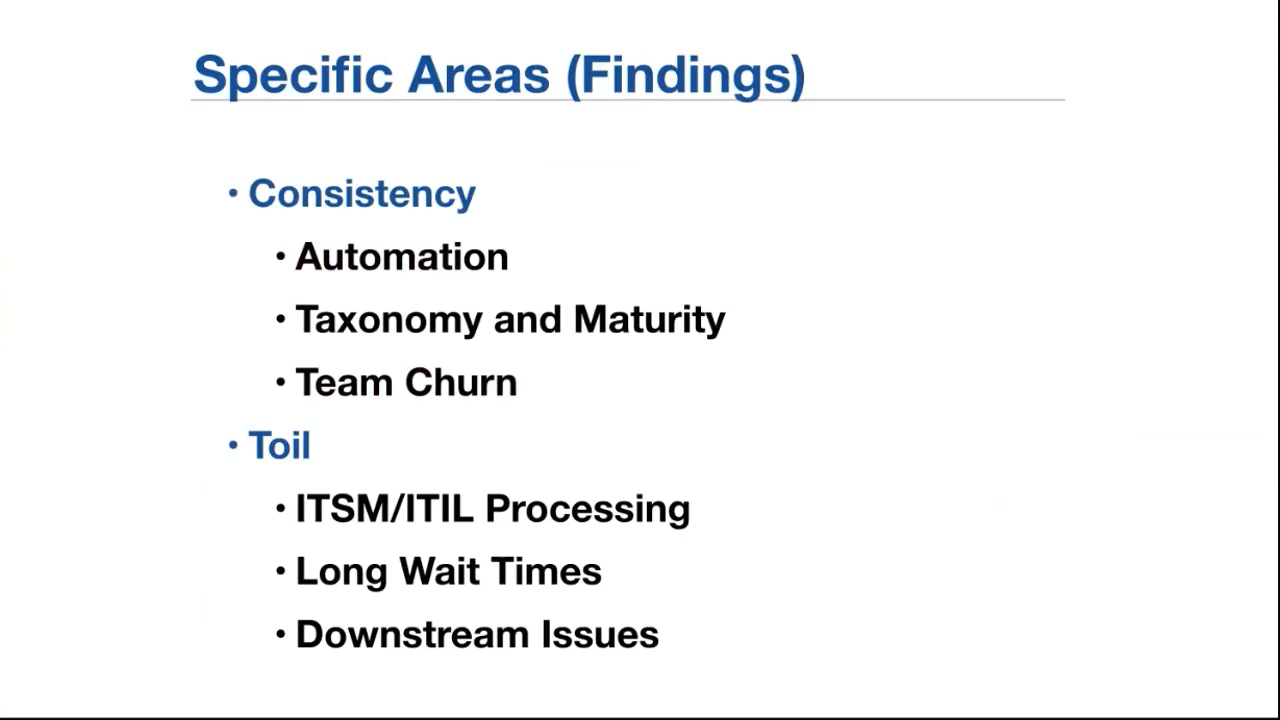 Specific Areas (Findings)
• Consistency
• Automation
• Taxonomy and Maturity
• Team Churn
• Toil
• ITSM/ITIL Processing
• Long Wait Times
• Downstream Issues